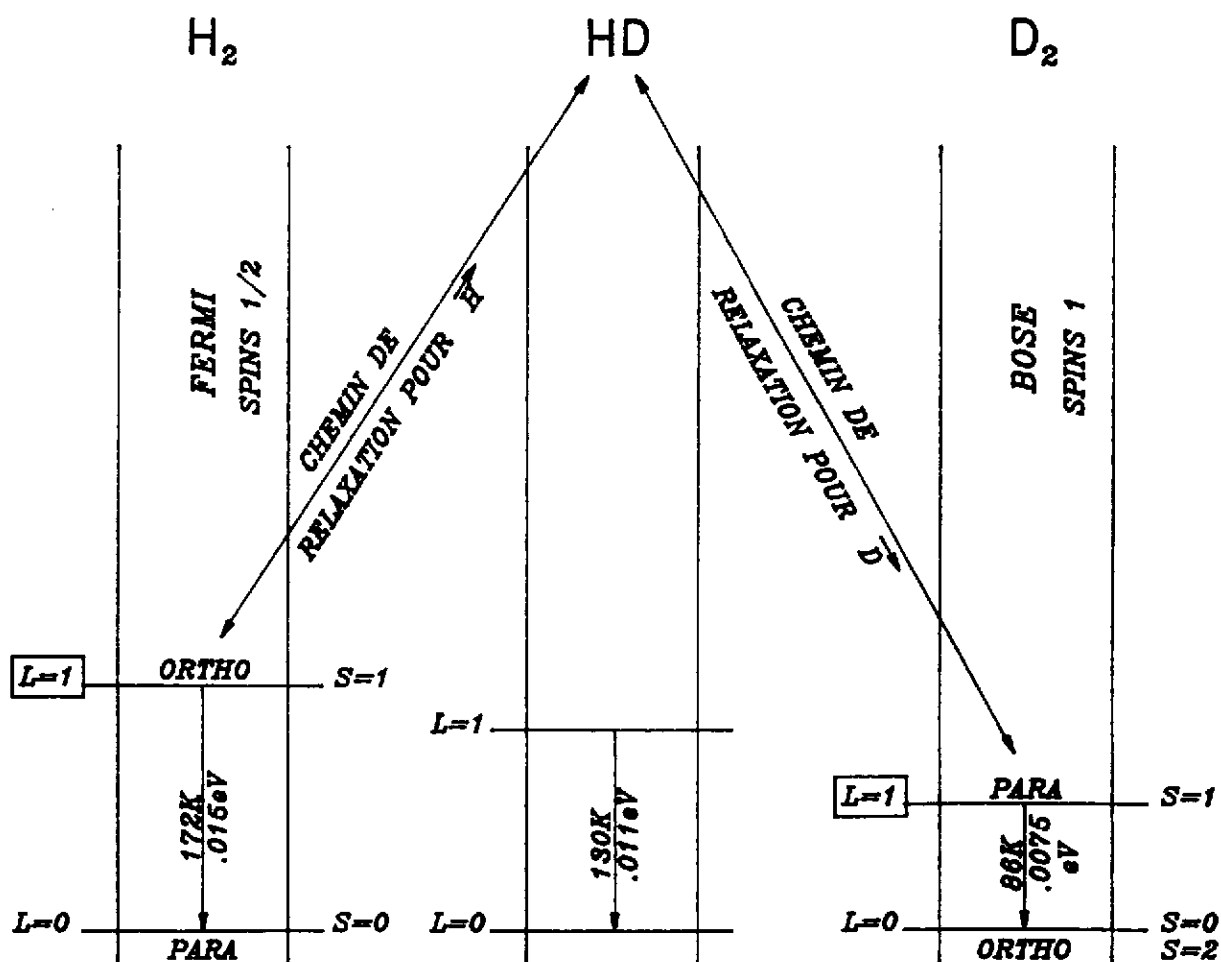 H₂
HD
D₂
FERMI
SPINS 1/2
CHEMIN DE
RELAXATION POUR H
CHEMIN DE
RELAXATION POUR D
BOSE
SPINS 1
L=1
ORTHO
S=1
172K
.015eV
L=0
S=0
PARA
L=1
130K
.011eV
L=0
L=1
PARA
S=1
86K
.0075
eV
L=0
S=0
ORTHO
S=2